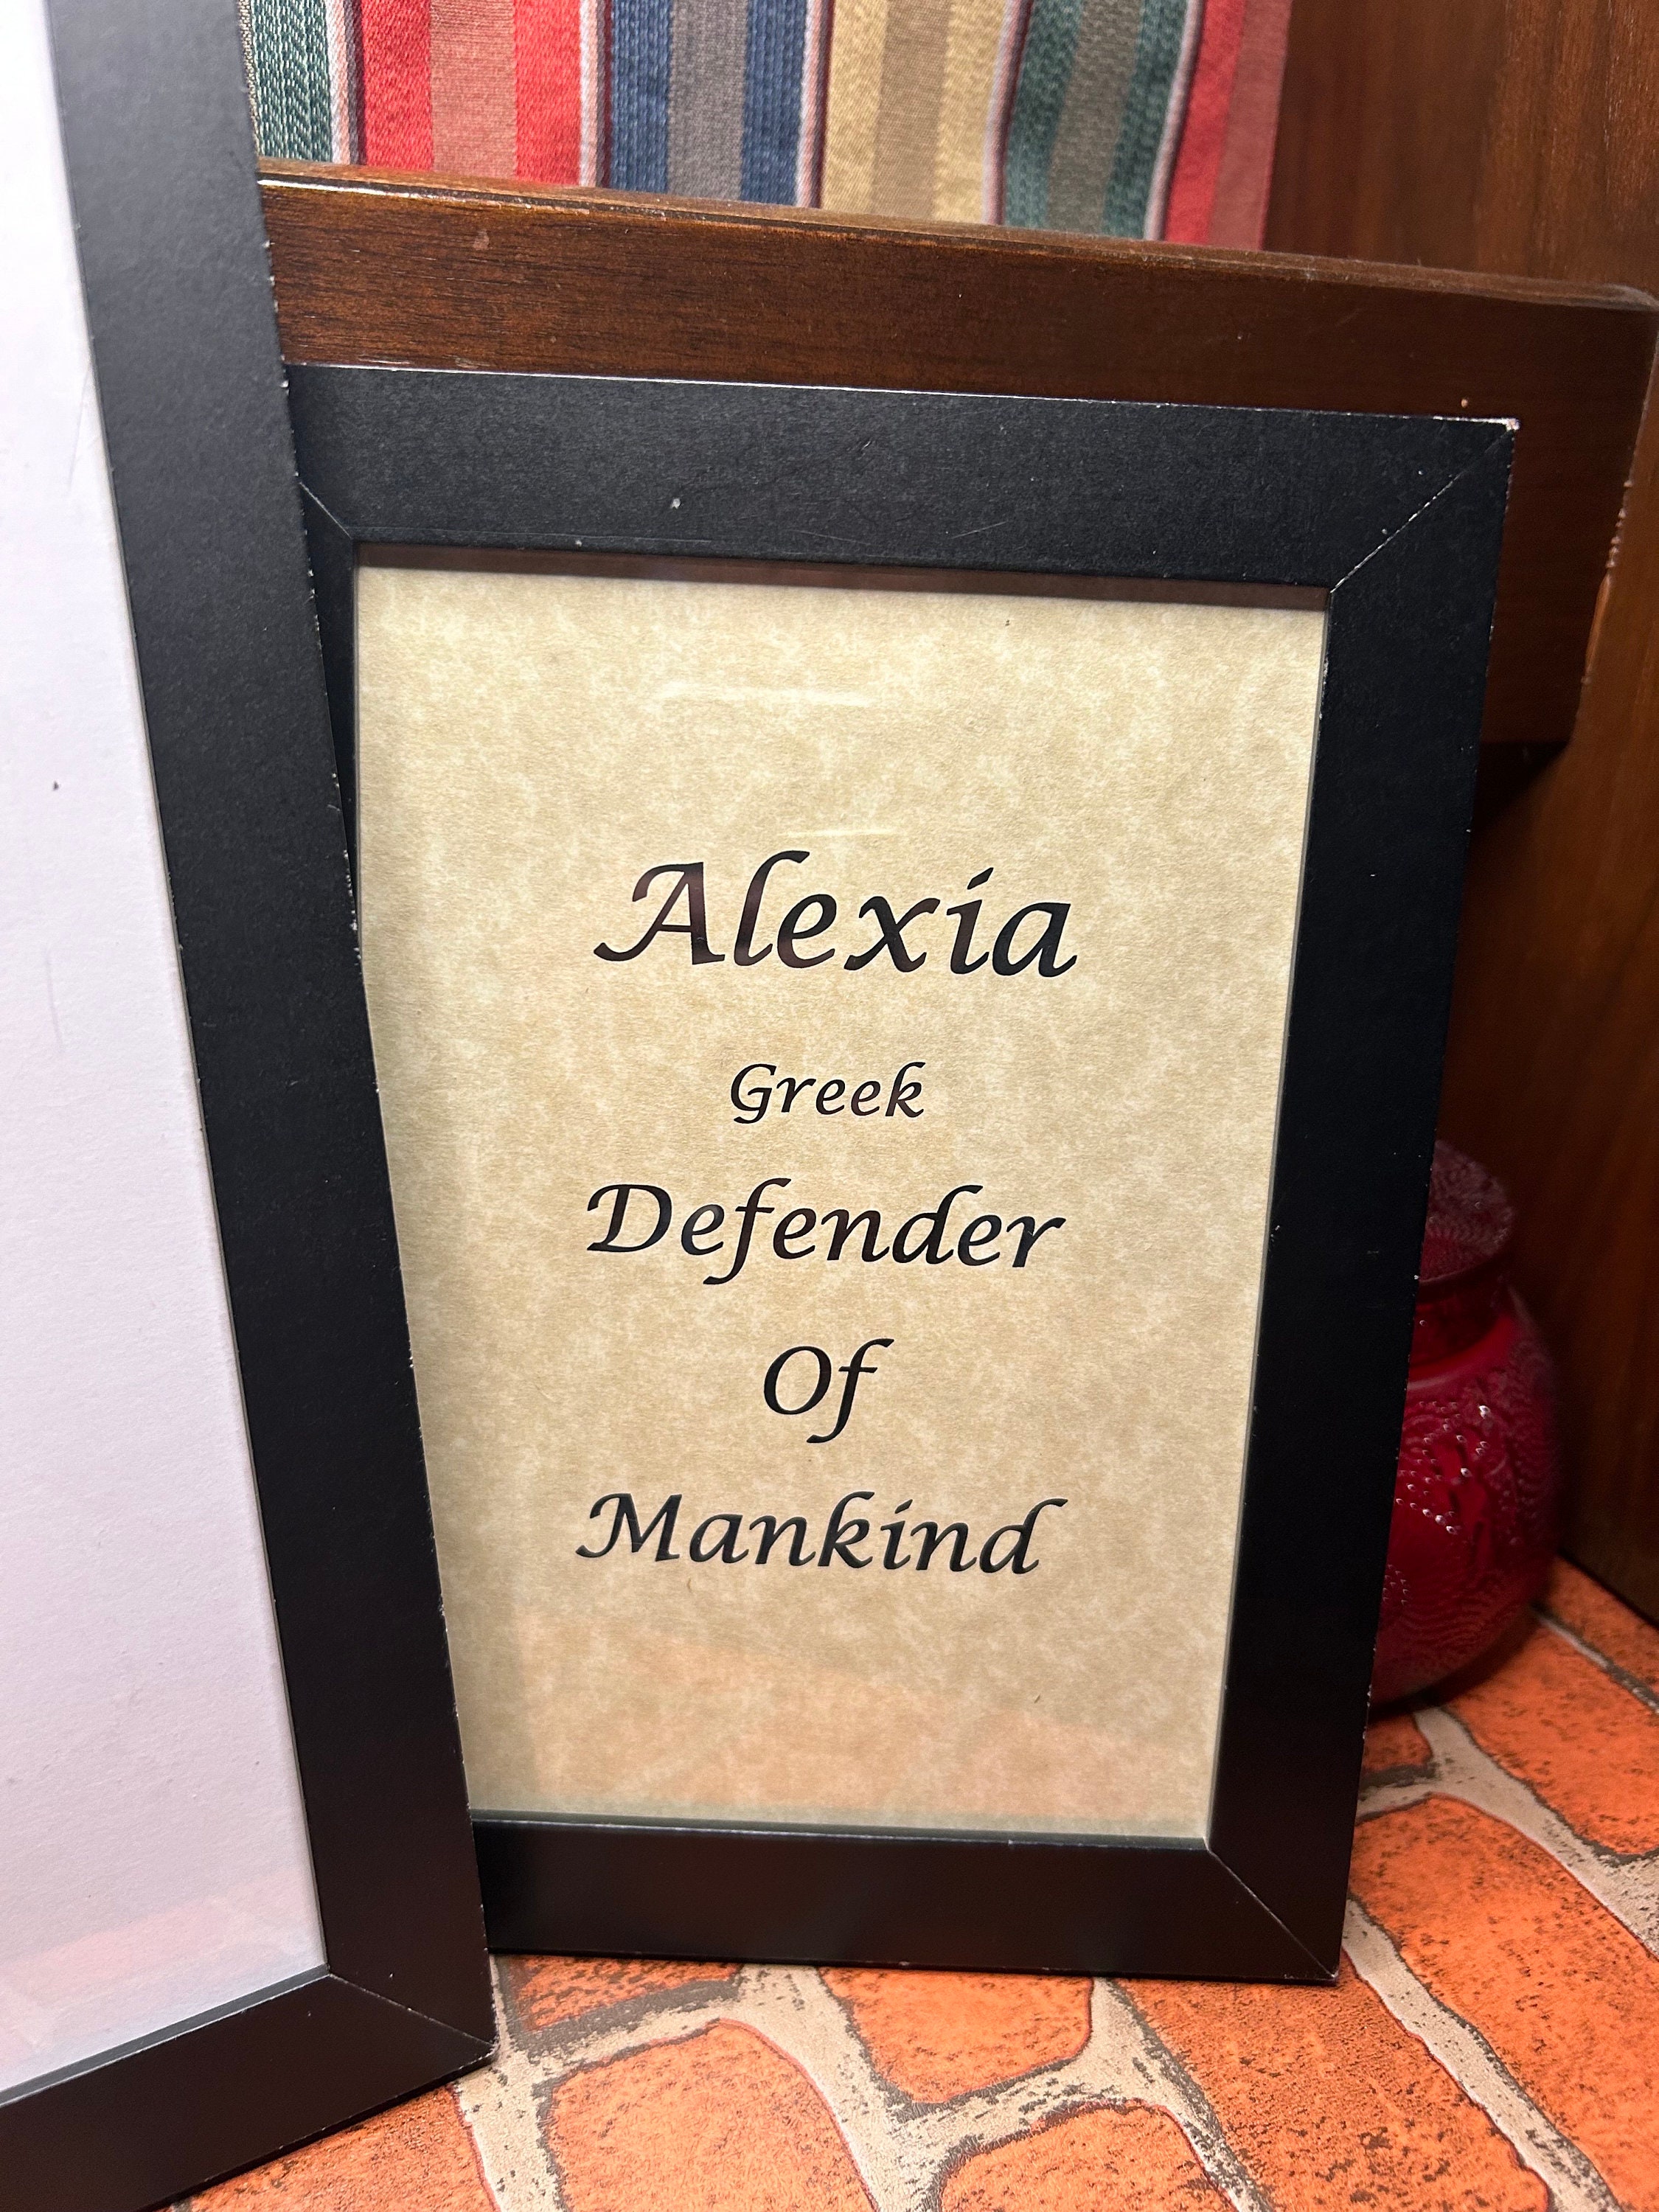 Alexia
Greek
Defender
Of
Mankind